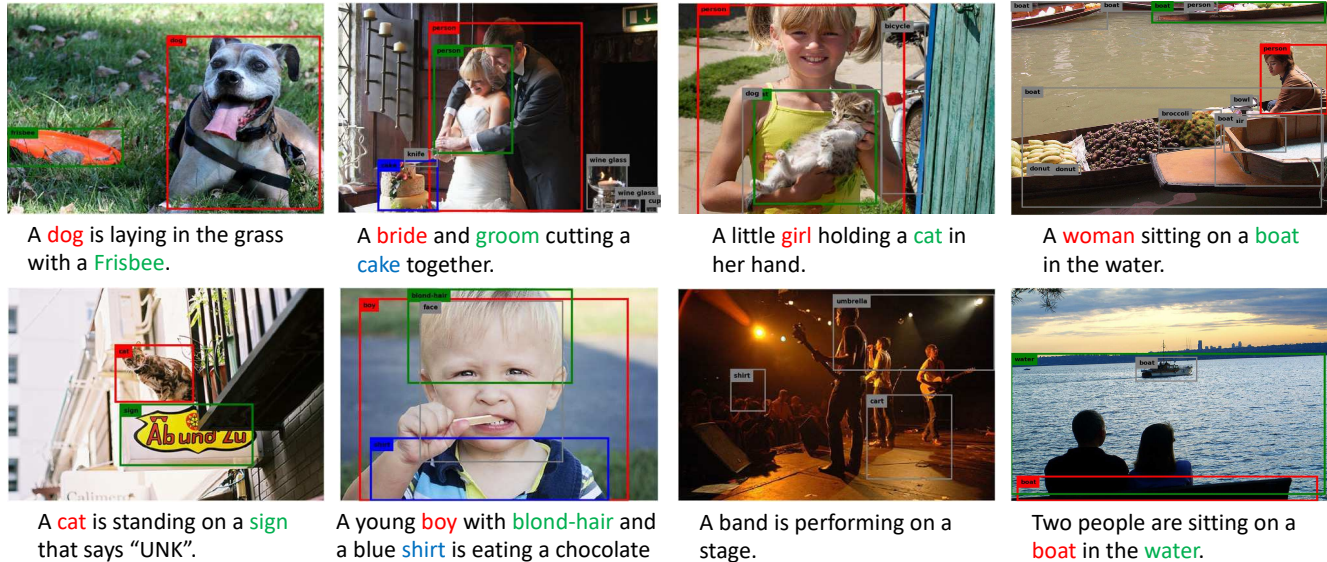 dog
frisbee
A dog is laying in the grass
with a Frisbee.
person
person
knife
wine glass
wine glass
cup
A bride and groom cutting a
cake together.
person
bicycle
dog
A little girl holding a cat in
her hand.
boat
boat
boat
person
person
boat
bowl
broccoli
boat
donut
donut
A woman sitting on a boat
in the water.
cat
sign
Ab und Zu
A cat is standing on a sign
that says “UNK”.
blond-hair
boy
face
A young boy with blond-hair and
a blue shirt is eating a chocolate
umbrella
shirt
cart
A band is performing on a
stage.
water
boat
boat
Two people are sitting on a
boat in the water.